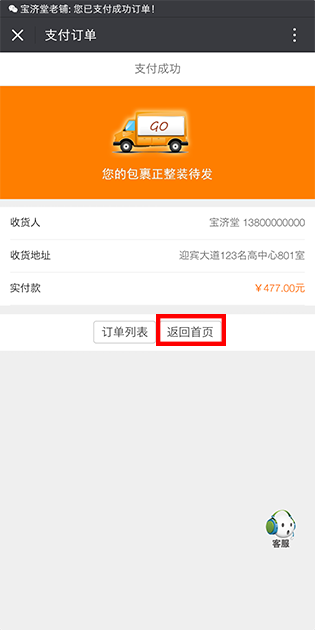 宝济堂老铺: 您已支付成功订单！
支付订单
支付成功
GO
您的包裹正整装待发
收货人 宝济堂 13800000000
收货地址 迎宾大道123名高中心801室
实付款 ￥477.00元
订单列表 返回首页
客服